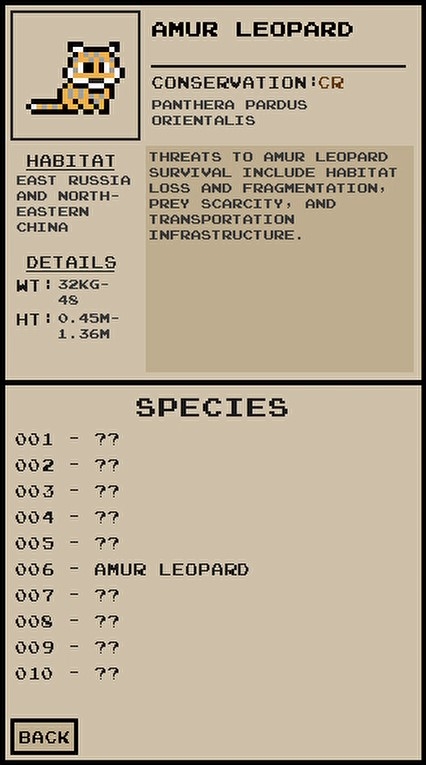 AMUR LEOPARD
CONSERVATION:CR
PANTHERA PARDUS
ORIENTALIS
HABITAT
EAST RUSSIA
AND NORTH-
EASTERN
CHINA
DETAILS
WT: 32KG-
48
HT: 0.45M-
1.36M
THREATS TO AMUR LEOPARD
SURVIVAL INCLUDE HABITAT
LOSS AND FRAGMENTATION,
PREY SCARCITY, AND
TRANSPORTATION
INFRASTRUCTURE.
SPECIES
001 - ??
002 - ??
003 - ??
004 - ??
005 - ??
006 - AMUR LEOPARD
007 - ??
008 - ??
009 - ??
010 - ??
BACK